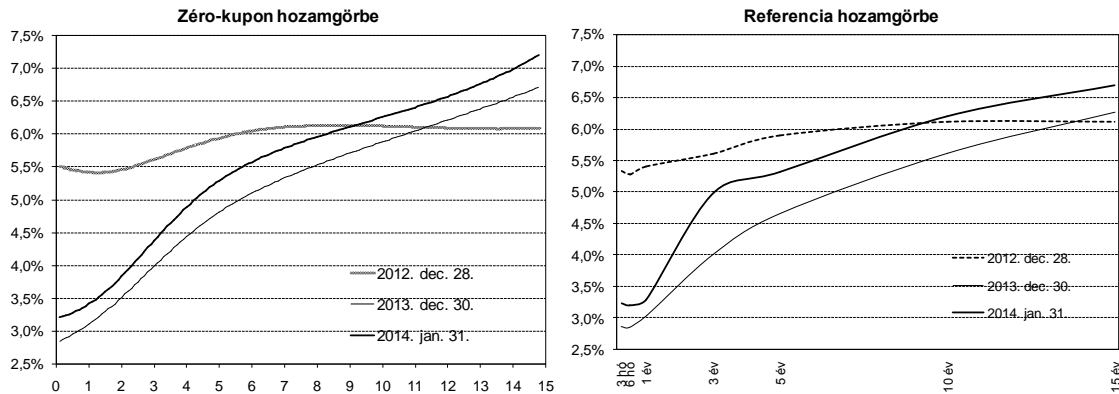 Zéro-kupon hozamgörbe
7,5%
7,0%
6,5%
6,0%
5,5%
5,0%
4,5%
4,0%
3,5%
3,0%
2,5%
0 1 2 3 4 5 6 7 8 9 10 11 12 13 14 15
2012. dec. 28.
2013. dec. 30.
2014. jan. 31.
Referencia hozamgörbe
7,5%
7,0%
6,5%
6,0%
5,5%
5,0%
4,5%
4,0%
3,5%
3,0%
2,5%
3 hó
6 hó
1 év
3 év
5 év
10 év
15 év
2012. dec. 28.
2013. dec. 30.
2014. jan. 31.